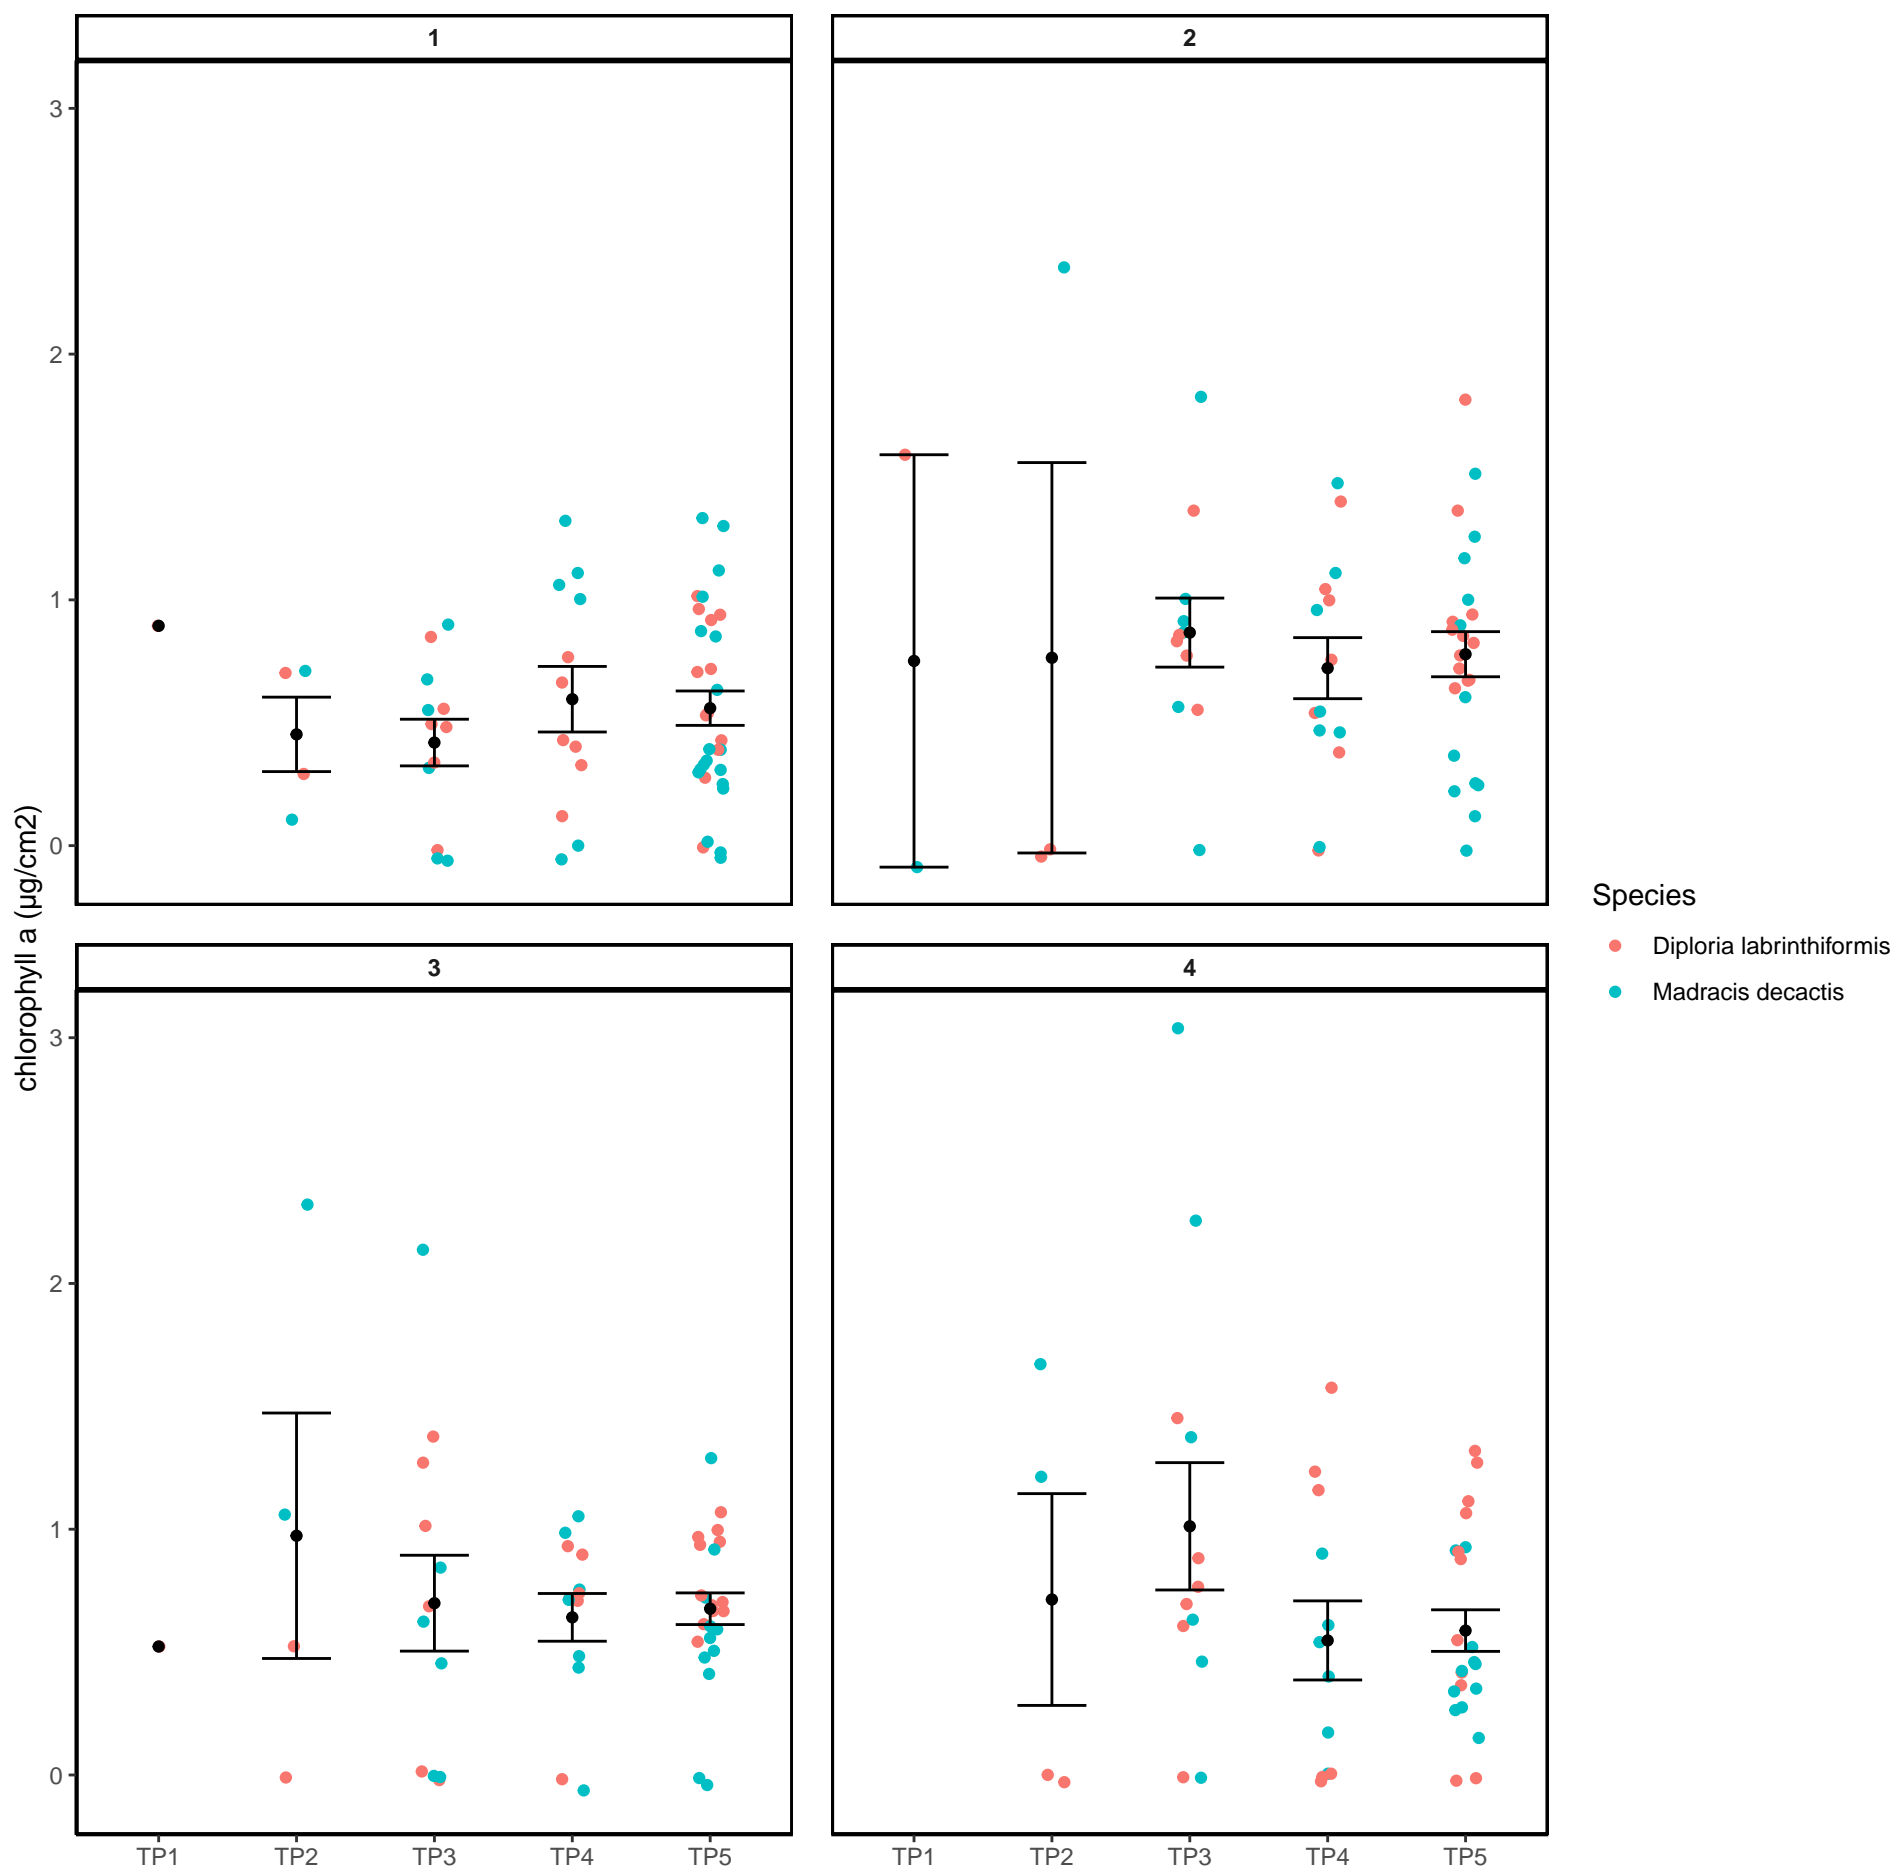 1
2
3
2
1
0
3
4
3
2
1
0
TP1 TP2 TP3 TP4 TP5
TP1 TP2 TP3 TP4 TP5
chlorophyll a (µg/cm2)
Species
Diploria labrinthiformis
Madracis decactis